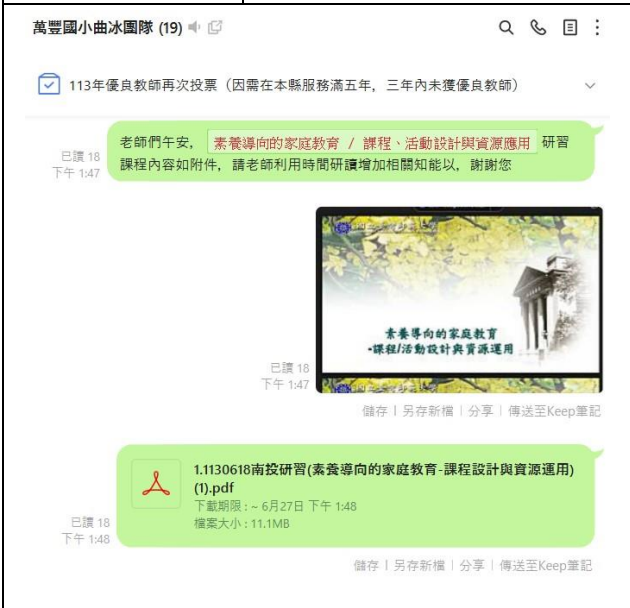 萬豐國小曲冰團隊 (19)
113年優良教師再次投票（因需在本縣服務滿五年，三年內未獲優良教師）
老師們午安， 素養導向的家庭教育 / 課程、活動設計與資源應用 研習
課程內容如附件，請老師利用時間研讀增加相關知能以，謝謝您
已讀 18
下午 1:47
素養導向的家庭教育
-課程/活動設計與資源運用
已讀 18
下午 1:47
儲存 | 另存新檔 | 分享 | 傳送至Keep筆記
1.1130618南投研習(素養導向的家庭教育-課程設計與資源運用)
(1).pdf
下載期限 : ~ 6月27日 下午 1:48
檔案大小 : 11.1MB
已讀 18
下午 1:48
儲存 | 另存新檔 | 分享 | 傳送至Keep筆記